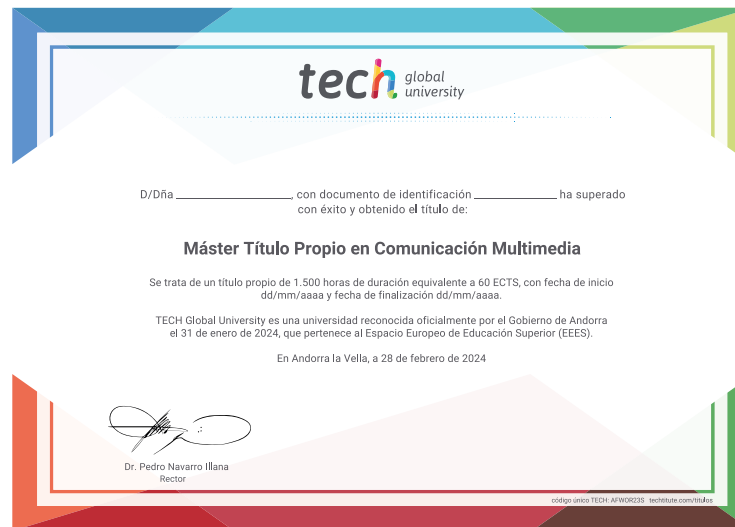 tech global university
D/Dña ____________________, con documento de identificación ______________ ha superado
con éxito y obtenido el título de:
Máster Título Propio en Comunicación Multimedia
Se trata de un título propio de 1.500 horas de duración equivalente a 60 ECTS, con fecha de inicio
dd/mm/aaaa y fecha de finalización dd/mm/aaaa.
TECH Global University es una universidad reconocida oficialmente por el Gobierno de Andorra
el 31 de enero de 2024, que pertenece al Espacio Europeo de Educación Superior (EEES).
En Andorra la Vella, a 28 de febrero de 2024
Dr. Pedro Navarro Illana
Rector
código único TECH: AFWOR23S techtitute.com/titulos